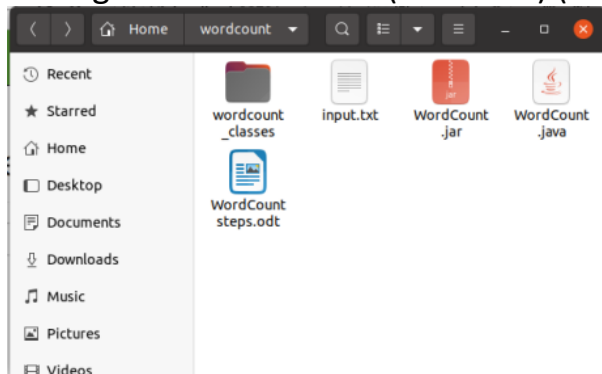 Home wordcount
Recent
Starred
Home
Desktop
Documents
Downloads
Music
Pictures
Videos
wordcount
_classes
input.txt
jar
WordCount
.jar
WordCount
.java
WordCount
steps.odt